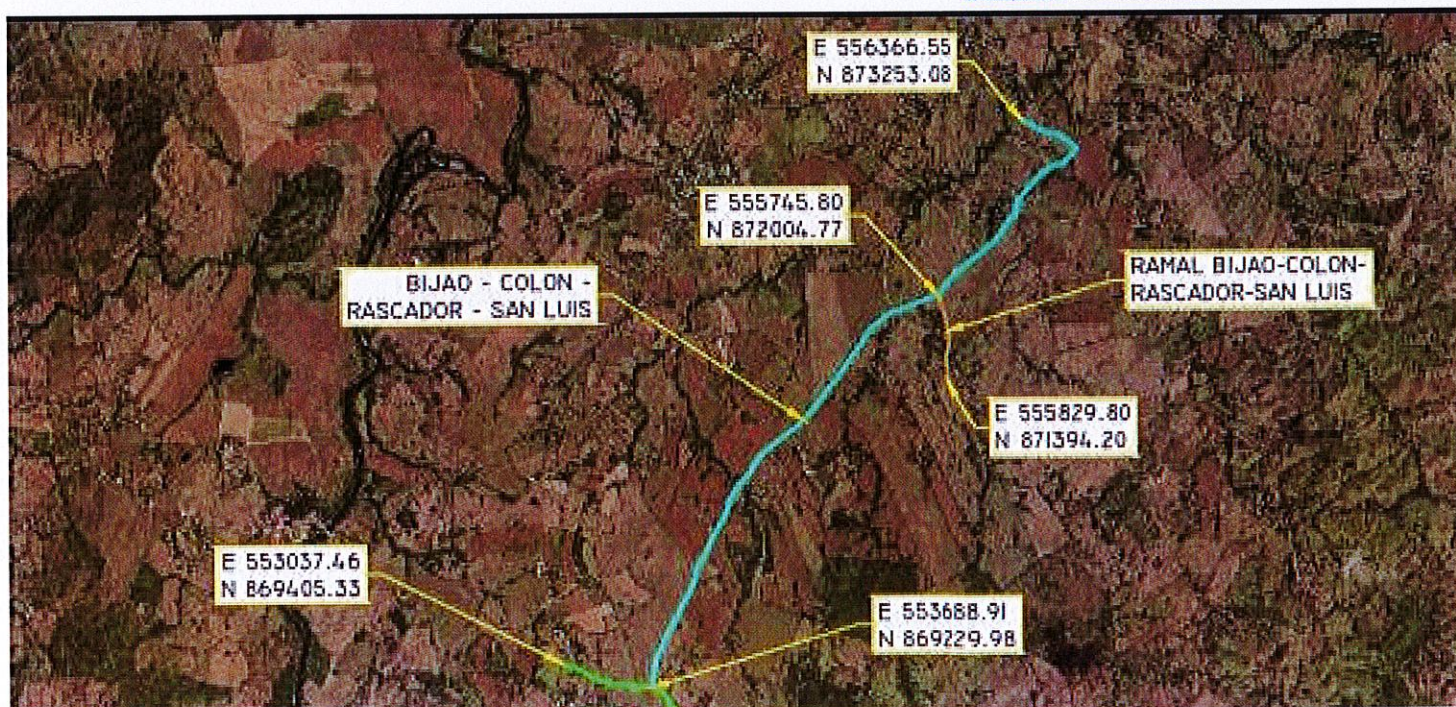 E 556366.55
N 873253.08
E 555745.80
N 872004.77
BIJAO - COLON -
RASCADOR - SAN LUIS
RAMAL BIJAO-COLON-
RASCADOR-SAN LUIS
E 555829.80
N 871394.20
E 553037.46
N 869405.33
E 553688.91
N 869229.98